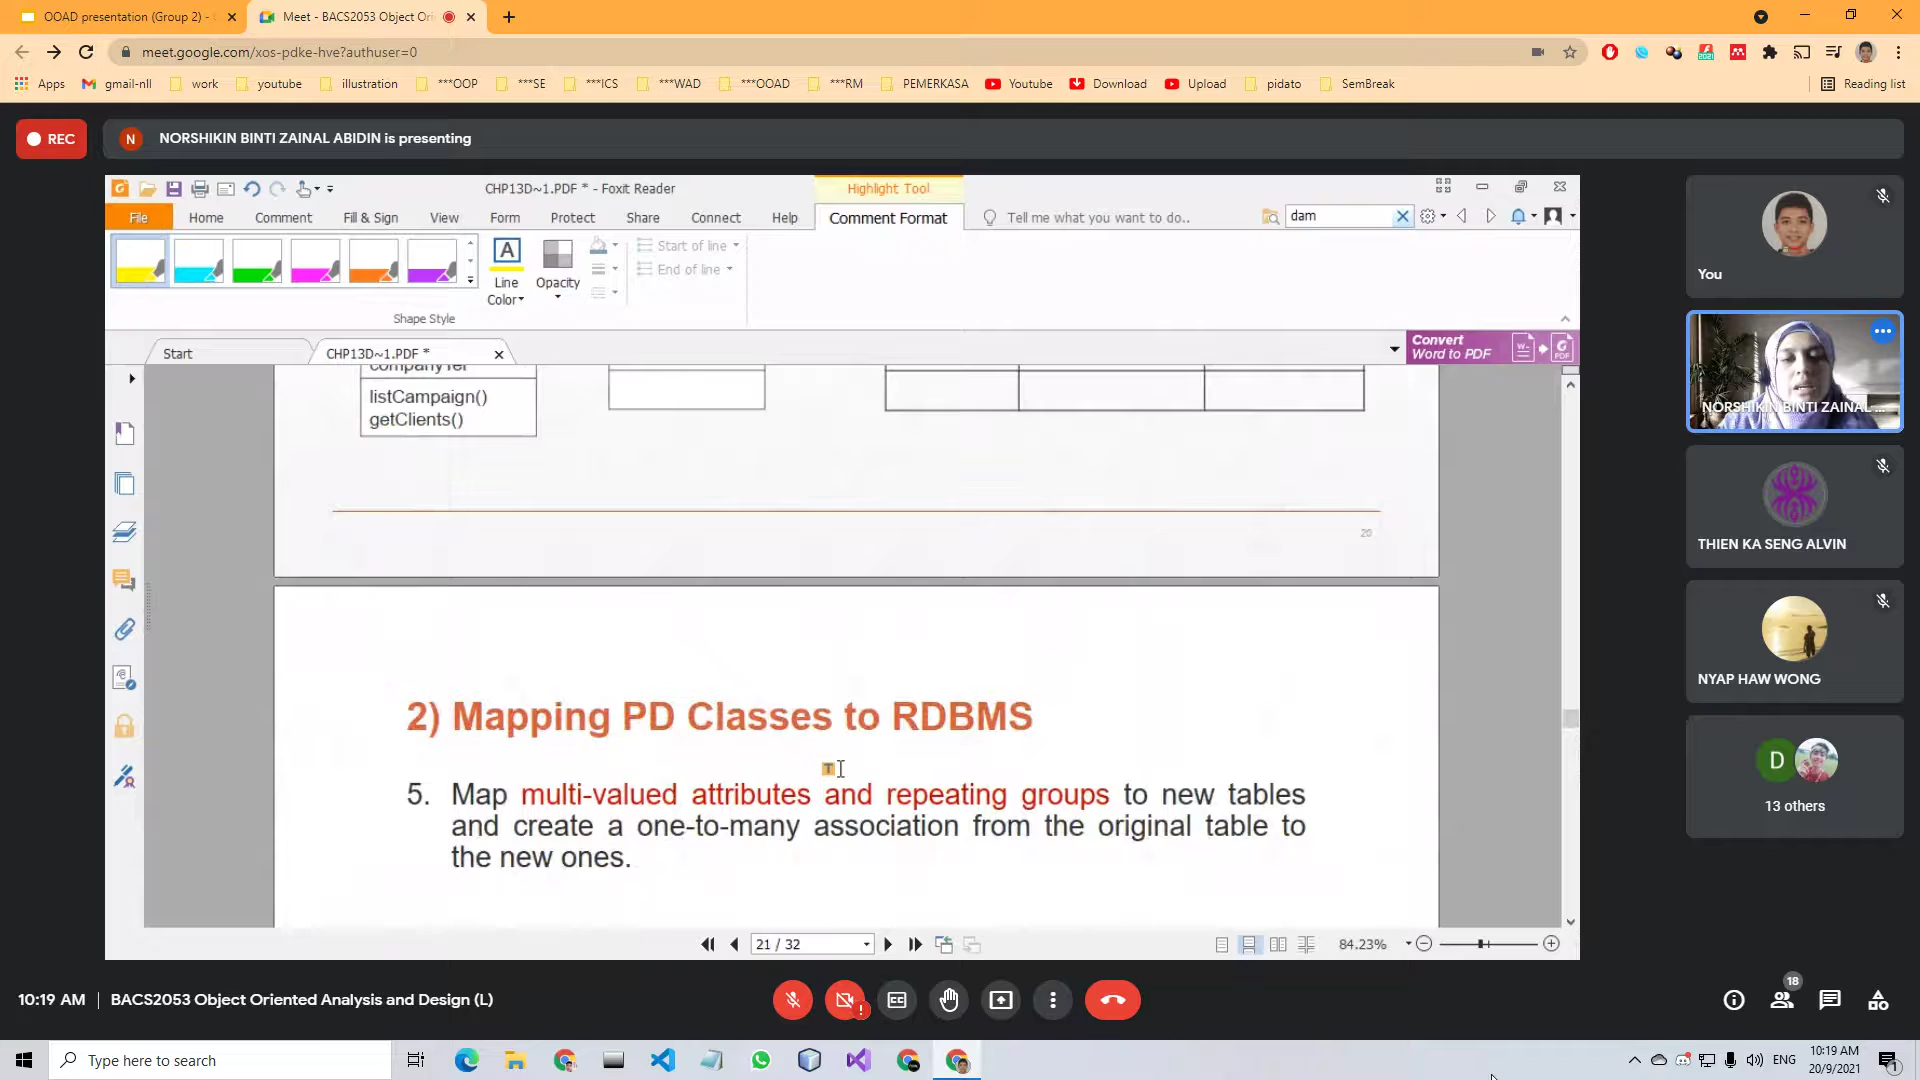 OOAD presentation (Group 2) -
Meet - BACS2053 Object Ori
meet.google.com/xos-pdke-hve?authuser=0
Apps
gmail-nll
work
youtube
illustration
***OOP
***SE
***ICS
***WAD
***OOAD
***RM
PEMERKASA
Youtube
Download
Upload
pidato
SemBreak
Reading list
REC
N
NORSHIKIN BINTI ZAINAL ABIDIN is presenting
CHP13D~1.PDF * - Foxit Reader
Highlight Tool
File
Home
Comment
Fill & Sign
View
Form
Protect
Share
Connect
Help
Comment Format
Tell me what you want to do..
dam
Line
Color
Opacity
Start of line
End of line
Shape Style
Start
CHP13D~1.PDF *
Convert
Word to PDF
companyTel
listCampaign()
getClients()
20
2) Mapping PD Classes to RDBMS
5. Map multi-valued attributes and repeating groups to new tables
and create a one-to-many association from the original table to
the new ones.
21 / 32
84.23%
You
NORSHIKIN BINTI ZAINAL ...
THIEN KA SENG ALVIN
NYAP HAW WONG
D
13 others
10:19 AM
BACS2053 Object Oriented Analysis and Design (L)
18
Type here to search
ENG
10:19 AM
20/9/2021
1